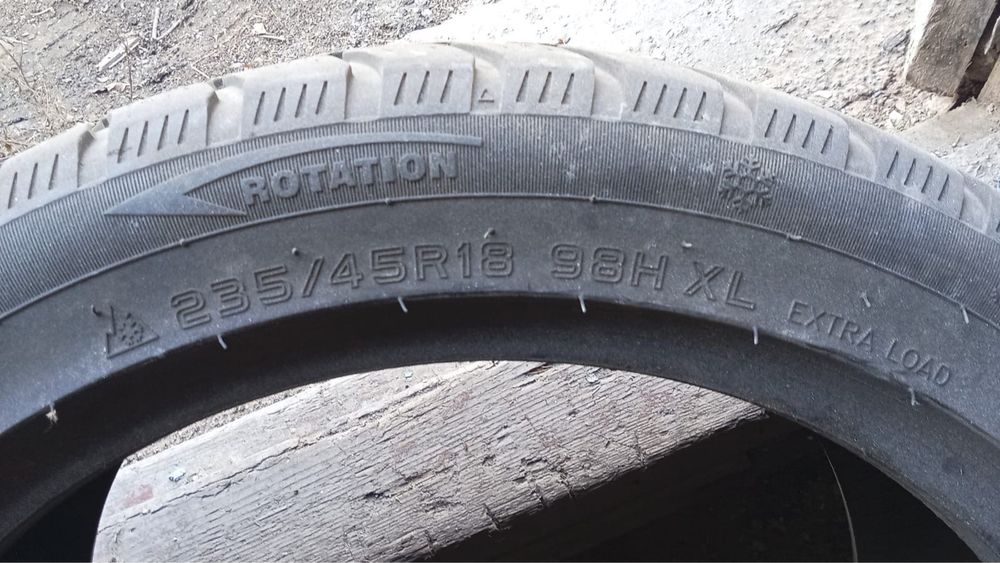 ROTATION
235/45R18 98H XL EXTRA LOAD